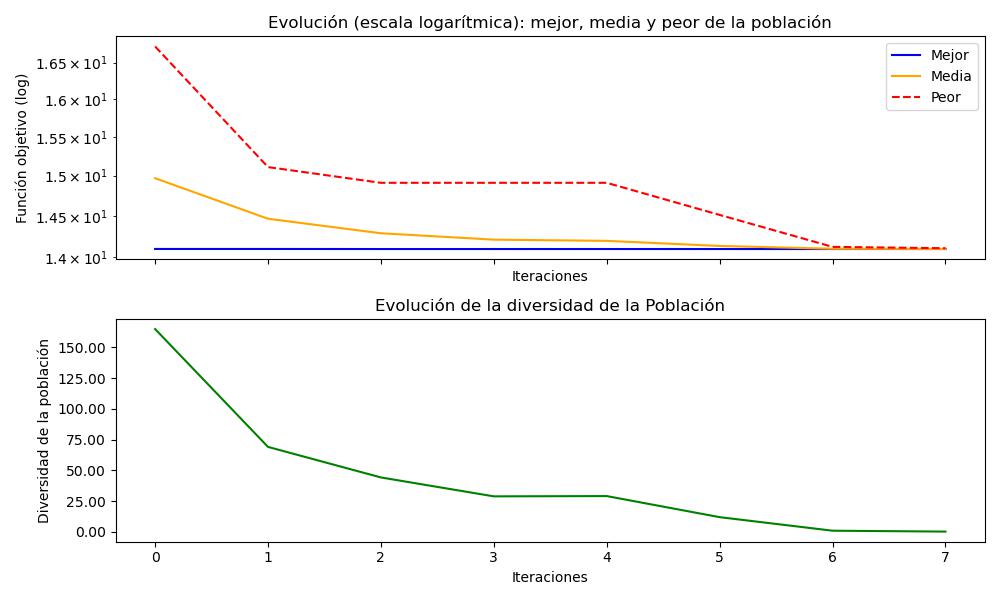 Evolución (escala logarítmica): mejor, media y peor de la población
Función objetivo (log)
1.65 × 10¹
1.6 × 10¹
1.55 × 10¹
1.5 × 10¹
1.45 × 10¹
1.4 × 10¹
Mejor
Media
Peor
Iteraciones
Evolución de la diversidad de la Población
Diversidad de la población
150.00
125.00
100.00
75.00
50.00
25.00
0.00
0 1 2 3 4 5 6 7
Iteraciones